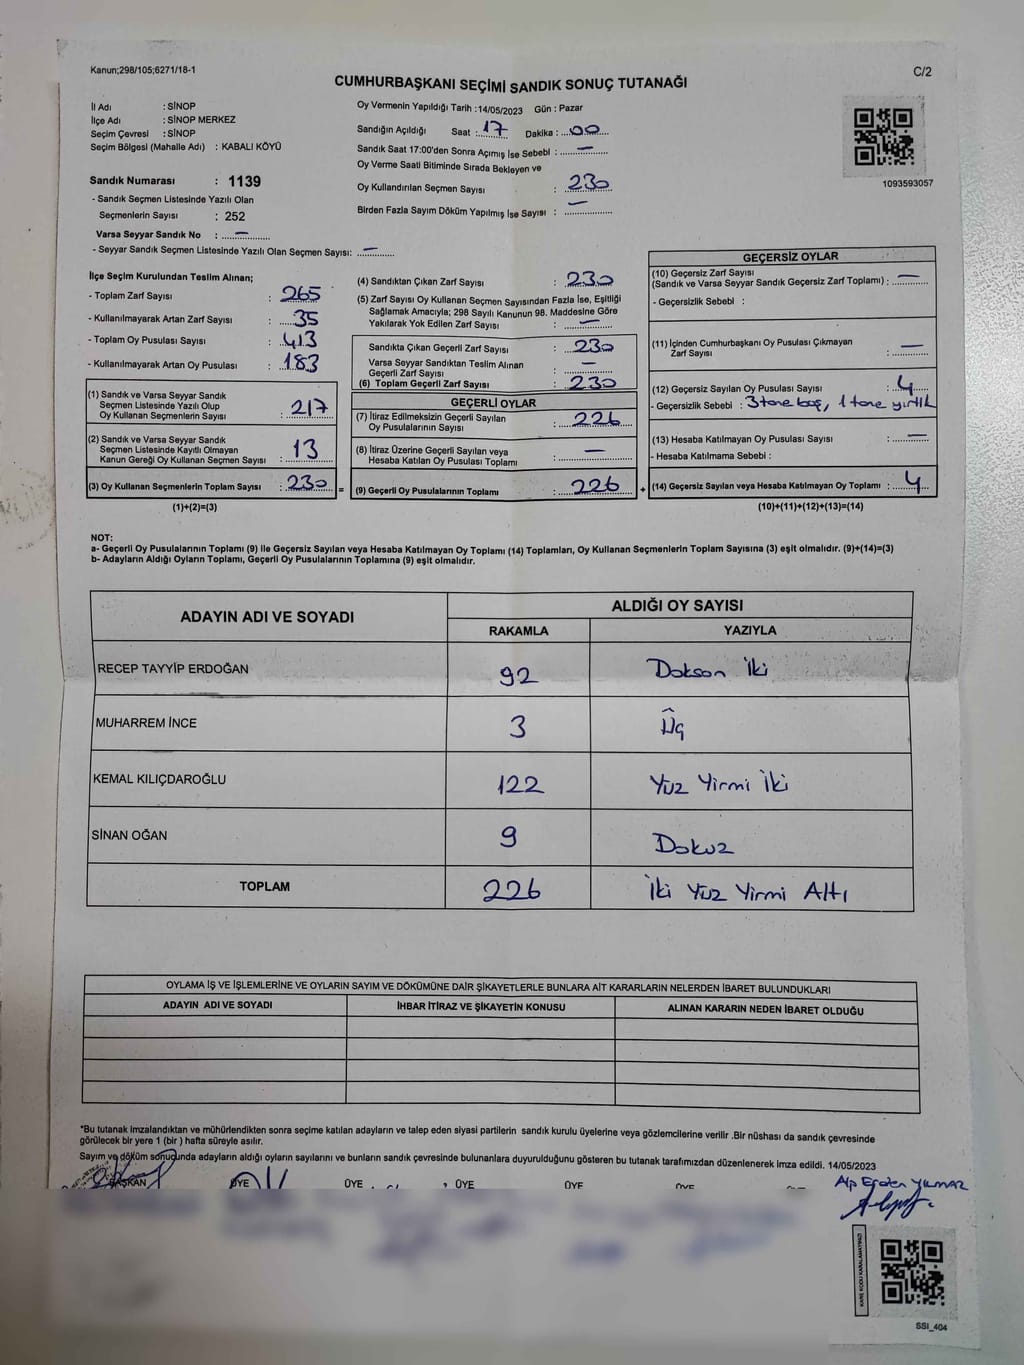 Kanun;298/105;6271/18-1
C/2
CUMHURBAŞKANI SEÇİMİ SANDIK SONUÇ TUTANAĞI
İl Adı : SİNOP
İlçe Adı : SİNOP MERKEZ
Seçim Çevresi : SİNOP
Seçim Bölgesi (Mahalle Adı) : KABALI KÖYÜ
Sandık Numarası : 1139
- Sandık Seçmen Listesinde Yazılı Olan
Seçmenlerin Sayısı : 252
Varsa Seyyar Sandık No : —
- Seyyar Sandık Seçmen Listesinde Yazılı Olan Seçmen Sayısı: —
Oy Vermenin Yapıldığı Tarih :14/05/2023 Gün : Pazar
Sandığın Açıldığı Saat : 17 Dakika : 00
Sandık Saat 17:00'den Sonra Açımış İse Sebebi : —
Oy Verme Saati Bitiminde Sırada Bekleyen ve
Oy Kullandırılan Seçmen Sayısı : 230
Birden Fazla Sayım Döküm Yapılmış İse Sayısı : —
1093593057
İlçe Seçim Kurulundan Teslim Alınan;
- Toplam Zarf Sayısı : 265
- Kullanılmayarak Artan Zarf Sayısı : 35
- Toplam Oy Pusulası Sayısı : 413
- Kullanılmayarak Artan Oy Pusulası : 183
(1) Sandık ve Varsa Seyyar Sandık
Seçmen Listesinde Yazılı Olup
Oy Kullanan Seçmenlerin Sayısı : 217
(2) Sandık ve Varsa Seyyar Sandık
Seçmen Listesinde Kayıtlı Olmayan
Kanun Gereği Oy Kullanan Seçmen Sayısı : 13
(3) Oy Kullanan Seçmenlerin Toplam Sayısı : 230 =
(1)+(2)=(3)
(4) Sandıktan Çıkan Zarf Sayısı : 230
(5) Zarf Sayısı Oy Kullanan Seçmen Sayısından Fazla İse, Eşitliği
Sağlamak Amacıyla; 298 Sayılı Kanunun 98. Maddesine Göre
Yakılarak Yok Edilen Zarf Sayısı : —
Sandıkta Çıkan Geçerli Zarf Sayısı : 230
Varsa Seyyar Sandıktan Teslim Alınan
Geçerli Zarf Sayısı : —
(6) Toplam Geçerli Zarf Sayısı : 230
GEÇERLİ OYLAR
(7) İtiraz Edilmeksizin Geçerli Sayılan
Oy Pusulalarının Sayısı : 226
(8) İtiraz Üzerine Geçerli Sayılan veya
Hesaba Katılan Oy Pusulası Toplamı : —
(9) Geçerli Oy Pusulalarının Toplamı : 226 +
GEÇERSİZ OYLAR
(10) Geçersiz Zarf Sayısı
(Sandık ve Varsa Seyyar Sandık Geçersiz Zarf Toplamı) : —
- Geçersizlik Sebebi :
(11) İçinden Cumhurbaşkanı Oy Pusulası Çıkmayan
Zarf Sayısı : —
(12) Geçersiz Sayılan Oy Pusulası Sayısı : 4
- Geçersizlik Sebebi : 3 tane boş, 1 tane yırtık
(13) Hesaba Katılmayan Oy Pusulası Sayısı : —
- Hesaba Katılmama Sebebi :
(14) Geçersiz Sayılan veya Hesaba Katılmayan Oy Toplamı : 4
(10)+(11)+(12)+(13)=(14)
NOT:
a- Geçerli Oy Pusulalarının Toplamı (9) ile Geçersiz Sayılan veya Hesaba Katılmayan Oy Toplamı (14) Toplamları, Oy Kullanan Seçmenlerin Toplam Sayısına (3) eşit olmalıdır. (9)+(14)=(3)
b- Adayların Aldığı Oyların Toplamı, Geçerli Oy Pusulalarının Toplamına (9) eşit olmalıdır.
ADAYIN ADI VE SOYADI
ALDIĞI OY SAYISI
RAKAMLA YAZIYLA
RECEP TAYYİP ERDOĞAN 92 Doksan İki
MUHARREM İNCE 3 Üç
KEMAL KILIÇDAROĞLU 122 Yüz Yirmi İki
SİNAN OĞAN 9 Dokuz
TOPLAM 226 İki Yüz Yirmi Altı
OYLAMA İŞ VE İŞLEMLERİNE VE OYLARIN SAYIM VE DÖKÜMÜNE DAİR ŞİKAYETLERLE BUNLARA AİT KARARLARIN NELERDEN İBARET BULUNDUKLARI
ADAYIN ADI VE SOYADI İHBAR İTİRAZ VE ŞİKAYETİN KONUSU ALINAN KARARIN NEDEN İBARET OLDUĞU
*Bu tutanak imzalandıktan ve mühürlendikten sonra seçime katılan adayların ve talep eden siyasi partilerin sandık kurulu üyelerine veya gözlemcilerine verilir .Bir nüshası da sandık çevresinde
görülecek bir yere 1 (bir ) hafta süreyle asılır.
Sayım ve döküm sonucunda adayların aldığı oyların sayılarını ve bunların sandık çevresinde bulunanlara duyurulduğunu gösteren bu tutanak tarafımızdan düzenlenerek imza edildi. 14/05/2023
BAŞKAN ÜYE ÜYE ÜYE ÜYE ÜYE
Alp Erden YILMAZ
KARE KODU KARALAMAYINIZ!
SSI_404